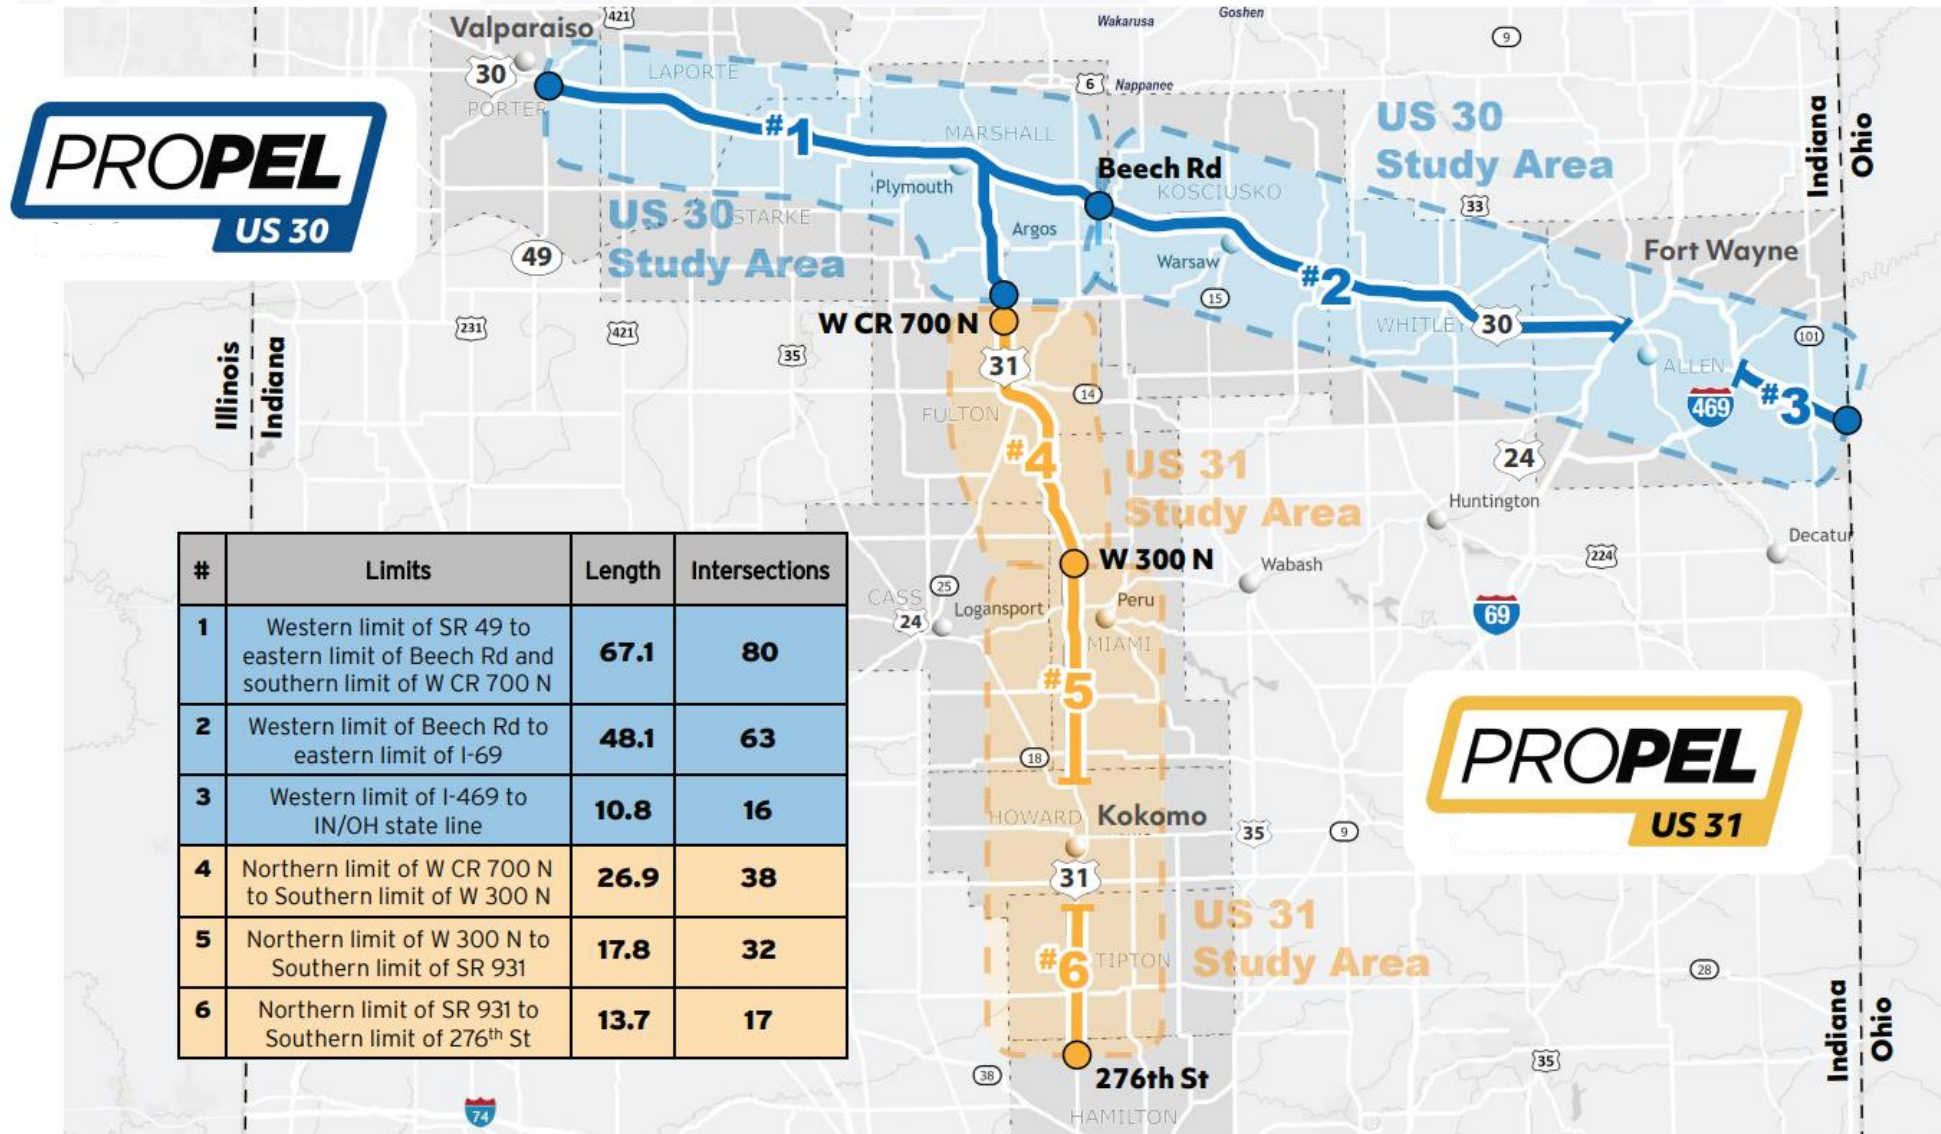 Valparaiso
421
Wakarusa
Goshen
9
30
LAPORTE
6
Nappanee
PORTER
PROPEL
US 30
#1
MARSHALL
US 30
Study Area
Indiana
Ohio
Beech Rd
Plymouth
KOSCIUSKO
33
US 30
Study Area
STARKE
Argos
49
Warsaw
#2
15
Fort Wayne
W CR 700 N
WHITLEY
30
101
231
421
35
31
ALLEN
469
#3
Illinois
Indiana
14
FULTON
#4
US 31
Study Area
24
Huntington
Decatur
224
W 300 N
Wabash
CASS
25
24
Logansport
Peru
69
MIAMI
#5
PROPEL
US 31
18
HOWARD
Kokomo
35
9
31
US 31
Study Area
#6
TIPTON
28
Indiana
Ohio
38
276th St
35
HAMILTON
74
# Limits Length Intersections
1 Western limit of SR 49 to
eastern limit of Beech Rd and
southern limit of W CR 700 N
67.1 80
2 Western limit of Beech Rd to
eastern limit of I-69
48.1 63
3 Western limit of I-469 to
IN/OH state line
10.8 16
4 Northern limit of W CR 700 N
to Southern limit of W 300 N
26.9 38
5 Northern limit of W 300 N to
Southern limit of SR 931
17.8 32
6 Northern limit of SR 931 to
Southern limit of 276th St
13.7 17